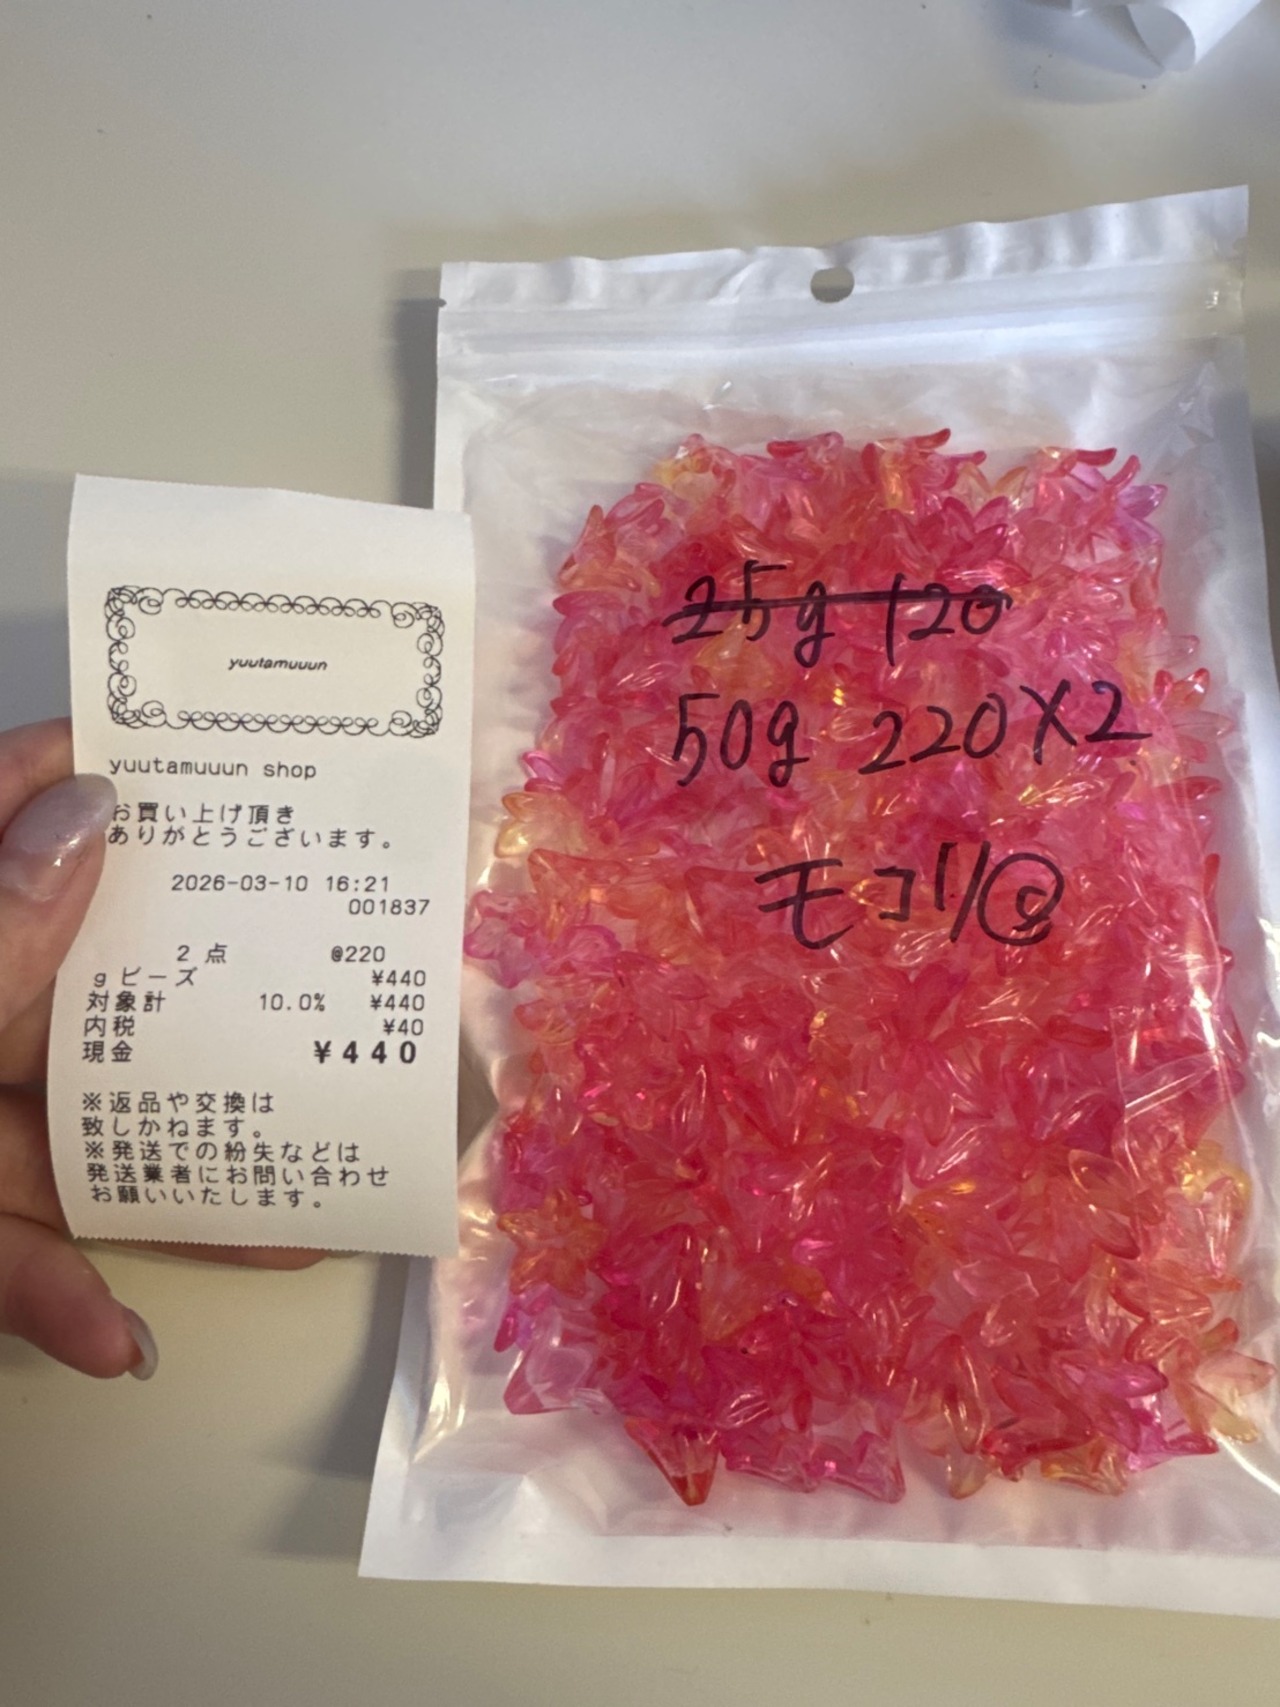 yuutamuuun
yuutamuuun shop
お買い上げ頂き
ありがとうございます。
2026-03-10 16:21
001837
2点 @220
gビーズ ¥440
対象計 10.0% ¥440
内税 ¥40
現金 ¥440
※返品や交換は
致しかねます。
※発送での紛失などは
発送業者にお問い合わせ
お願いいたします。
25g 120
50g 220×2
モコリ